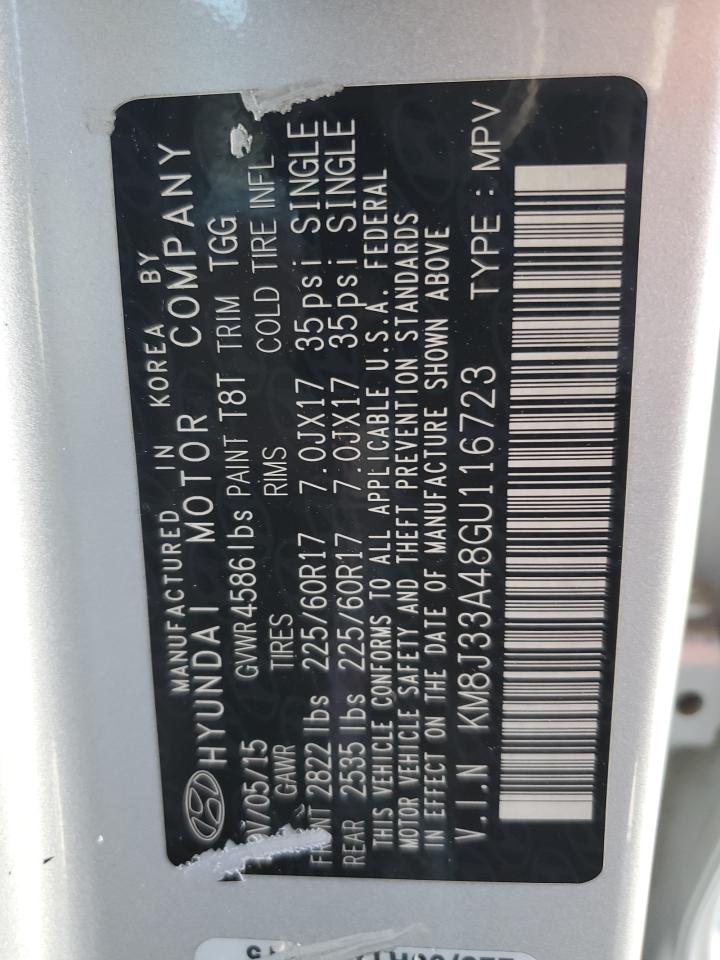 MANUFACTURED IN KOREA BY
HYUNDAI MOTOR COMPANY
V/05/15 GVWR 4586 lbs PAINT T8T TRIM TGG
GAWR TIRES RIMS COLD TIRE INFL
FRONT 2822 lbs 225/60R17 7.0JX17 35psi SINGLE
REAR 2535 lbs 225/60R17 7.0JX17 35psi SINGLE
THIS VEHICLE CONFORMS TO ALL APPLICABLE U.S.A. FEDERAL
MOTOR VEHICLE SAFETY AND THEFT PREVENTION STANDARDS
IN EFFECT ON THE DATE OF MANUFACTURE SHOWN ABOVE
V.I.N KM8J33A48GU116723 TYPE : MPV